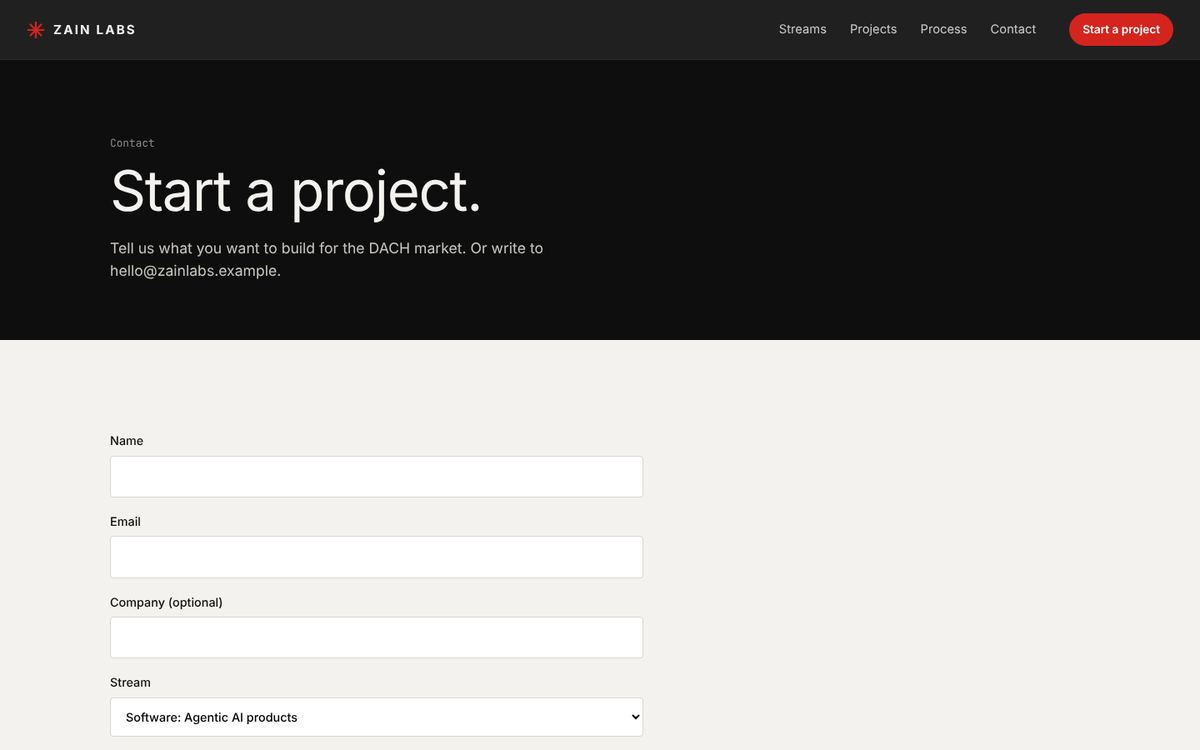 ZAIN LABS
Streams
Projects
Process
Contact
Start a project
Contact
Start a project.
Tell us what you want to build for the DACH market. Or write to
hello@zainlabs.example.
Name
Email
Company (optional)
Stream
Software: Agentic AI products